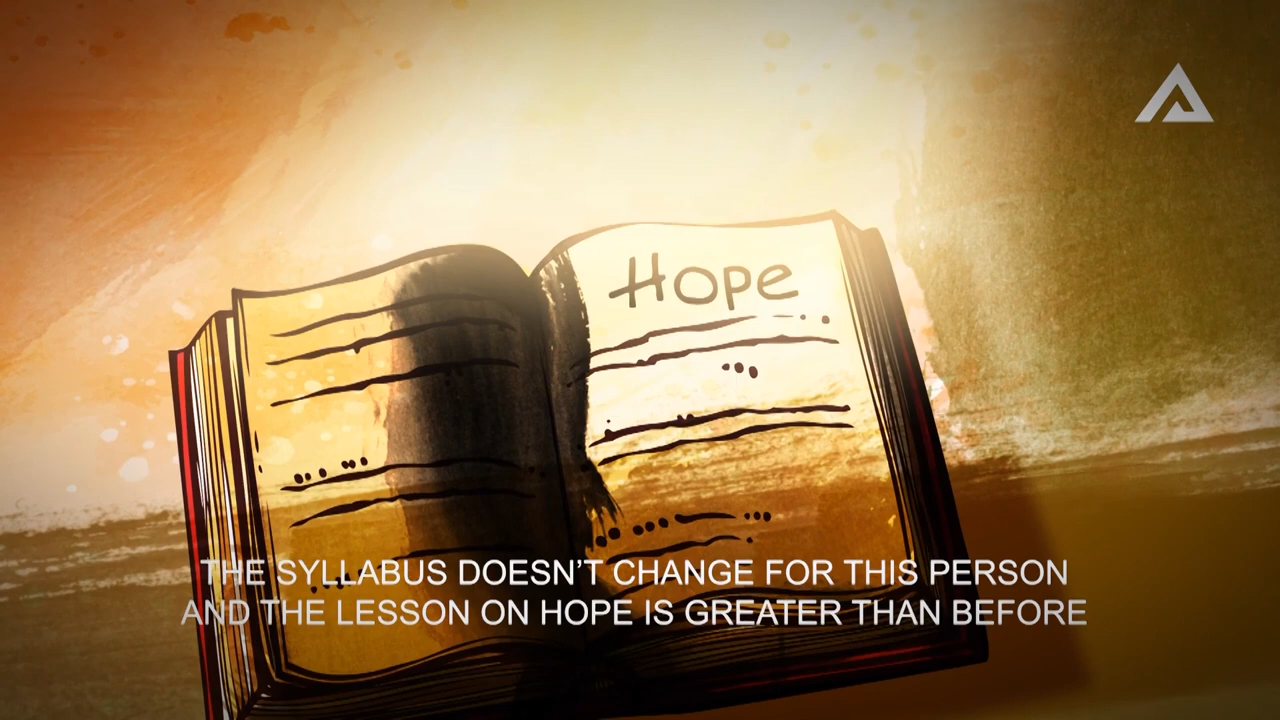 Hope
THE SYLLABUS DOESN'T CHANGE FOR THIS PERSON
AND THE LESSON ON HOPE IS GREATER THAN BEFORE